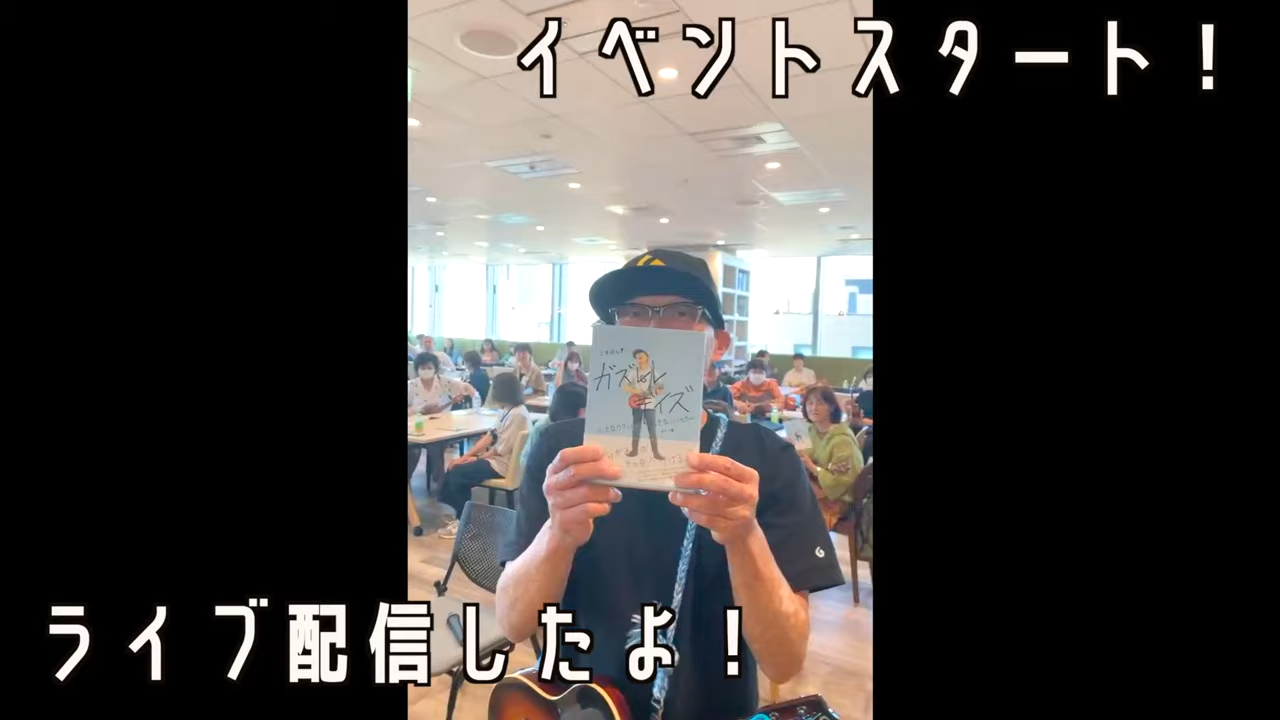 イベントスタート！
ガズレレ
デイズ
ライブ配信したよ！